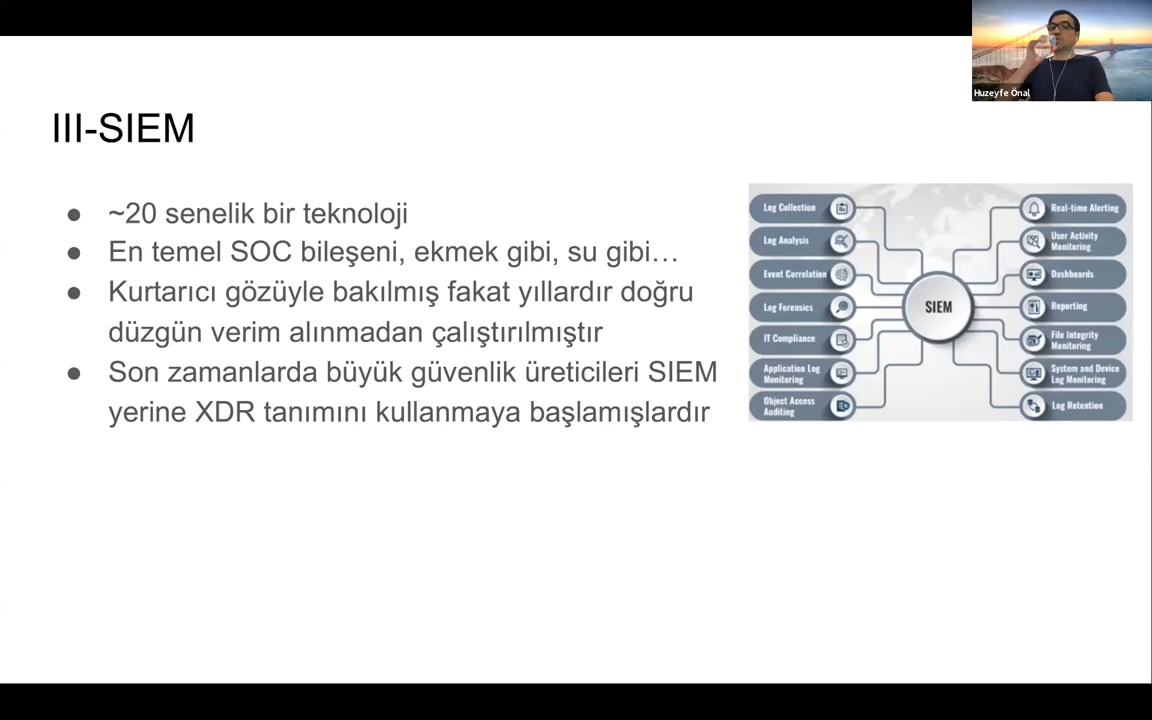 Huzeyfe Önal
III-SIEM
● ~20 senelik bir teknoloji
● En temel SOC bileşeni, ekmek gibi, su gibi…
● Kurtarıcı gözüyle bakılmış fakat yıllardır doğru
düzgün verim alınmadan çalıştırılmıştır
● Son zamanlarda büyük güvenlik üreticileri SIEM
yerine XDR tanımını kullanmaya başlamışlardır
Log Collection
Log Analysis
Event Correlation
Log Forensics
IT Compliance
Application Log
Monitoring
Object Access
Auditing
SIEM
Real-time Alerting
User Activity
Monitoring
Dashboards
Reporting
File Integrity
Monitoring
System and Device
Log Monitoring
Log Retention